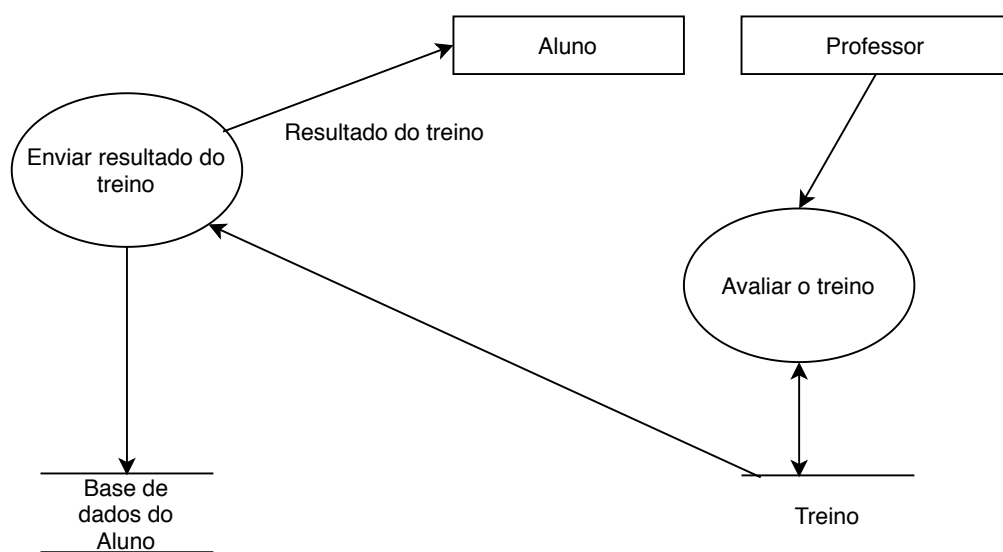 Aluno
Professor
Resultado do treino
Enviar resultado do
treino
Avaliar o treino
Base de
dados do
Aluno
Treino